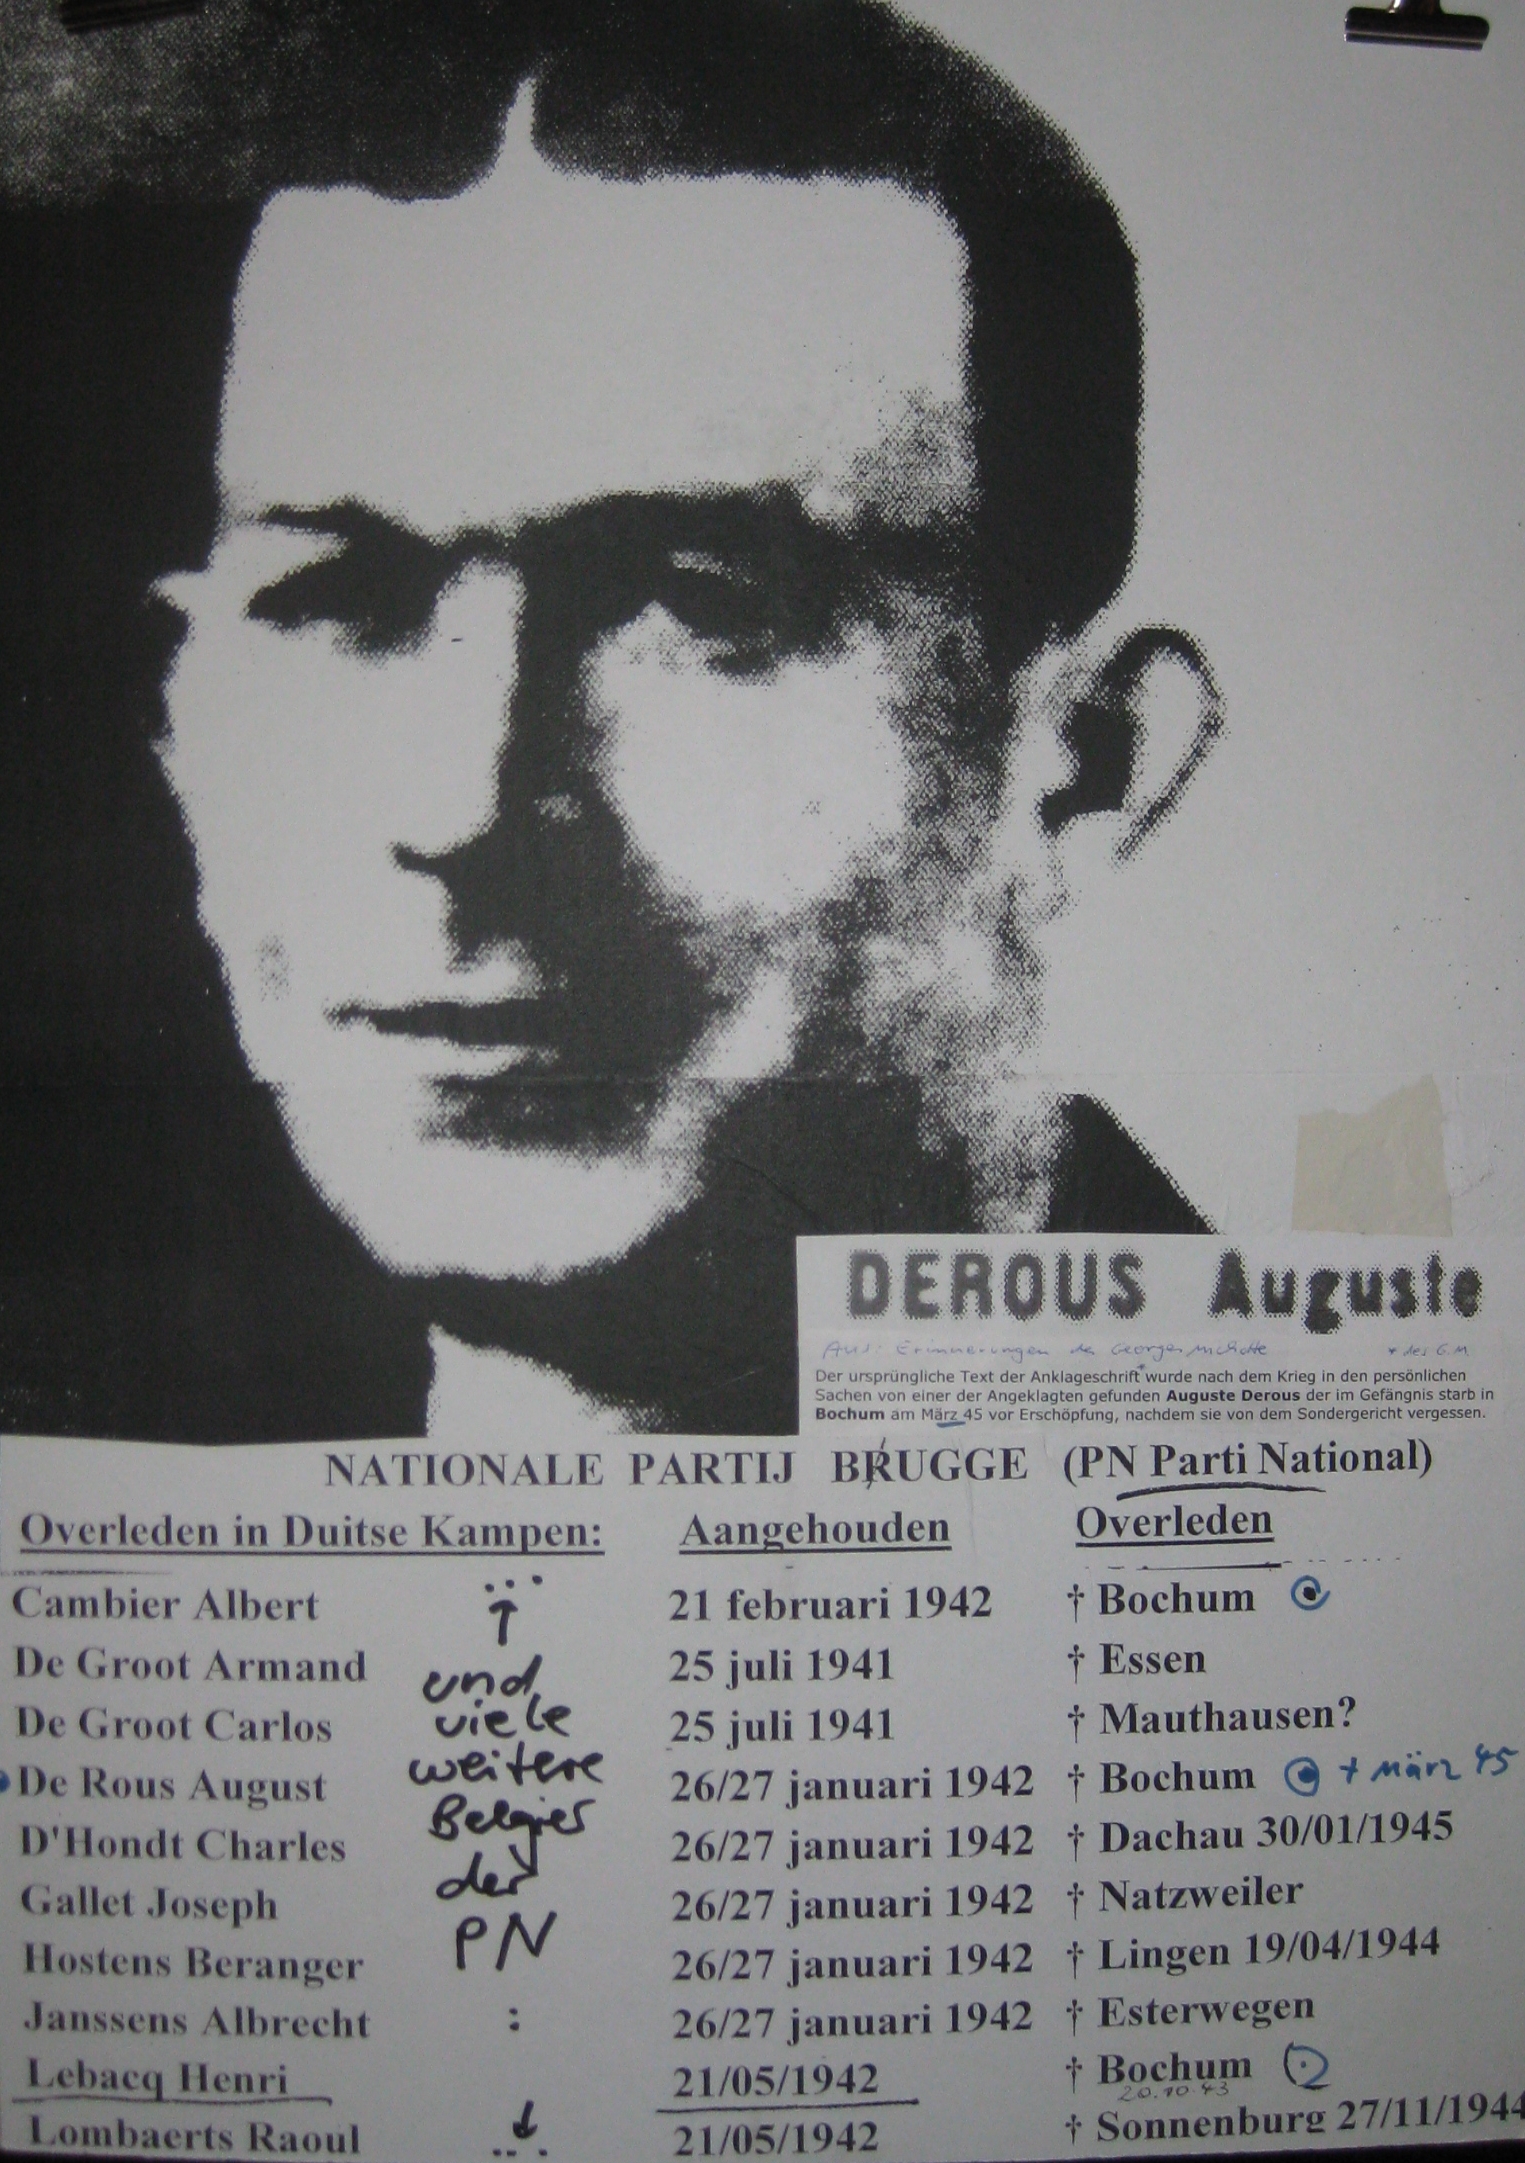 DEROUS Auguste
Aus: Erinnerungen des Georges Michotte * des G.M.
Der ursprüngliche Text der Anklageschrift* wurde nach dem Krieg in den persönlichen
Sachen von einer der Angeklagten gefunden Auguste Derous der im Gefängnis starb in
Bochum am März 45 vor Erschöpfung, nachdem sie von dem Sondergericht vergessen.
NATIONALE PARTIJ BRUGGE (PN Parti National)
Overleden in Duitse Kampen: Aangehouden Overleden
Cambier Albert 21 februari 1942 † Bochum
De Groot Armand 25 juli 1941 † Essen
De Groot Carlos 25 juli 1941 † Mauthausen?
De Rous August 26/27 januari 1942 † Bochum + März 45
D'Hondt Charles 26/27 januari 1942 † Dachau 30/01/1945
Gallet Joseph 26/27 januari 1942 † Natzweiler
Hostens Beranger 26/27 januari 1942 † Lingen 19/04/1944
Janssens Albrecht 26/27 januari 1942 † Esterwegen
Lebacq Henri 21/05/1942 † Bochum
20.10.43
Lombaerts Raoul 21/05/1942 † Sonnenburg 27/11/1944
und
viele
weitere
Belgier
der
PN